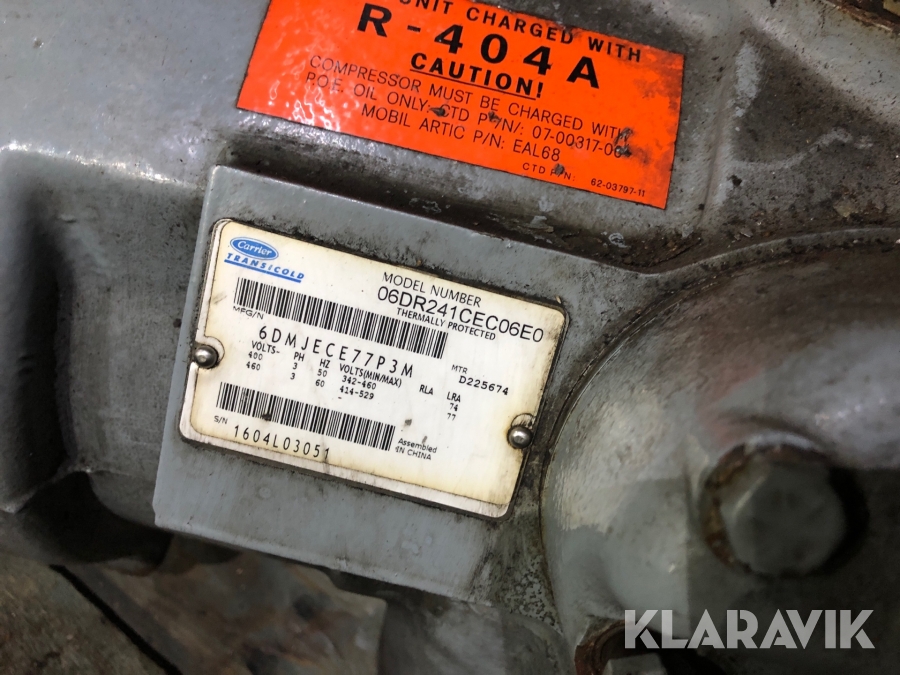 UNIT CHARGED WITH
R-404A
CAUTION!
COMPRESSOR MUST BE CHARGED WITH
P.O.E. OIL ONLY: CTD P/N/: 07-00317-00
MOBIL ARTIC P/N: EAL68
CTD P/N: 62-03797-11
Carrier
TRANSICOLD
MODEL NUMBER
06DR241CEC06E0
THERMALLY PROTECTED
MFG/N
6DMJECE77P3M
MTR D225674
VOLTS- PH HZ VOLTS(MIN/MAX) RLA LRA
400 3 50 342-460 74
460 3 60 414-529 77
S/N
1604L03051
Assembled
IN CHINA
KLARAVIK